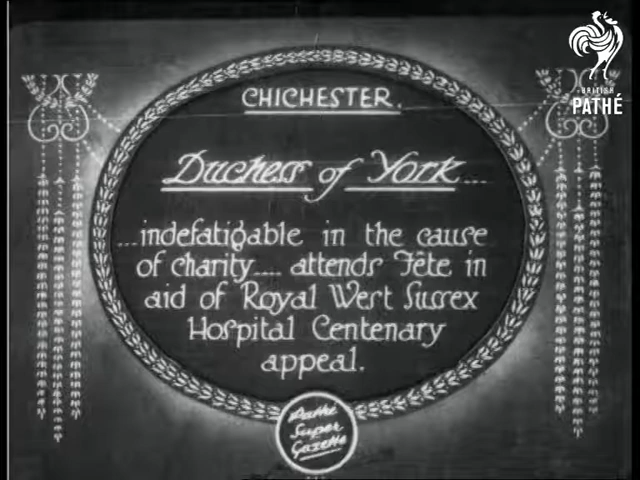 CHICHESTER.
Duchess of York...
...indefatigable in the cause
of charity.... attends Fête in
aid of Royal West Sussex
Hospital Centenary
appeal.
Pathé
Super
Gazette
BRITISH
PATHÉ